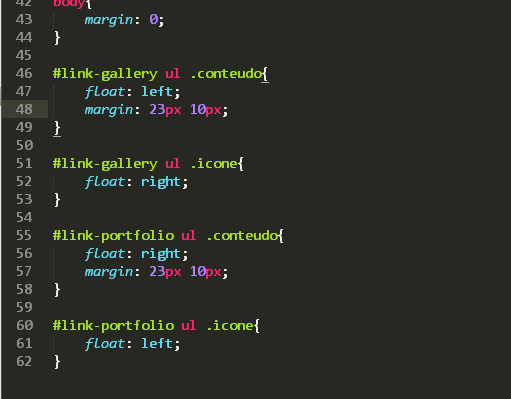 42 body{
43 margin: 0;
44 }
45
46 #link-gallery ul .conteudo{
47 float: left;
48 margin: 23px 10px;
49 }
50
51 #link-gallery ul .icone{
52 float: right;
53 }
54
55 #link-portfolio ul .conteudo{
56 float: right;
57 margin: 23px 10px;
58 }
59
60 #link-portfolio ul .icone{
61 float: left;
62 }